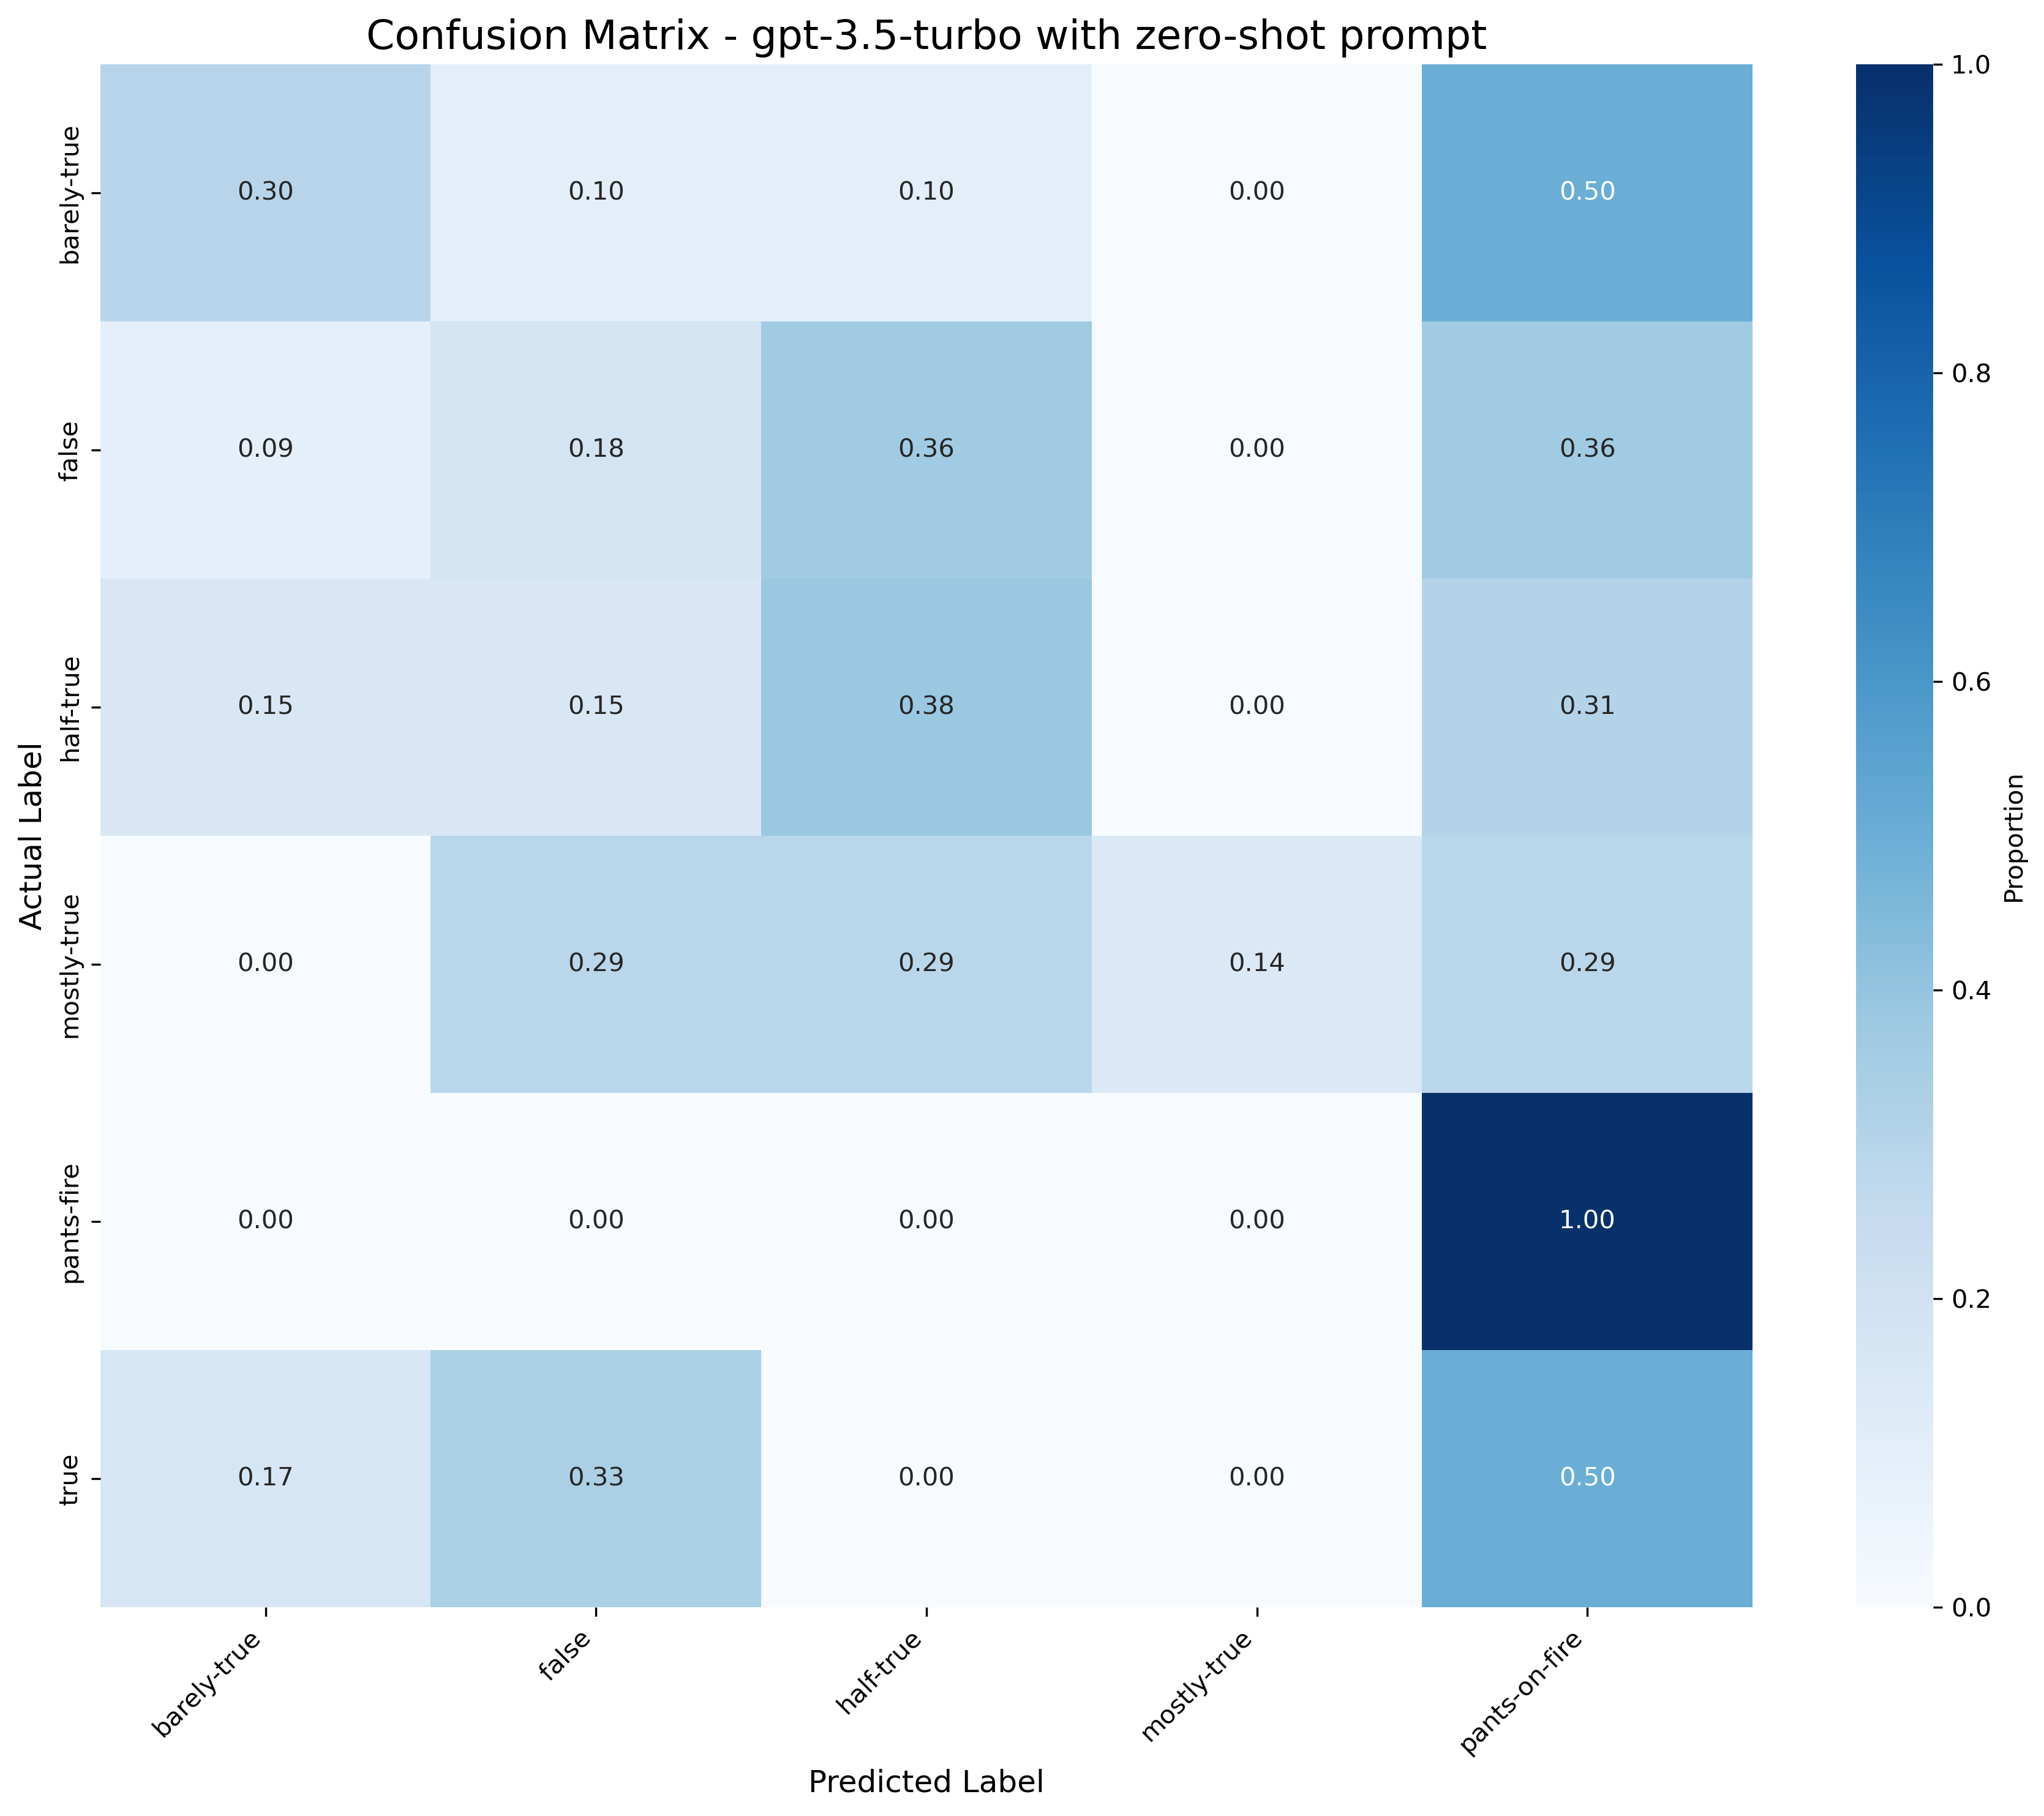 Confusion Matrix - gpt-3.5-turbo with zero-shot prompt
Actual Label
barely-true 0.30 0.10 0.10 0.00 0.50
false 0.09 0.18 0.36 0.00 0.36
half-true 0.15 0.15 0.38 0.00 0.31
mostly-true 0.00 0.29 0.29 0.14 0.29
pants-fire 0.00 0.00 0.00 0.00 1.00
true 0.17 0.33 0.00 0.00 0.50
barely-true false half-true mostly-true pants-on-fire
Predicted Label
1.0
0.8
0.6
0.4
0.2
0.0
Proportion